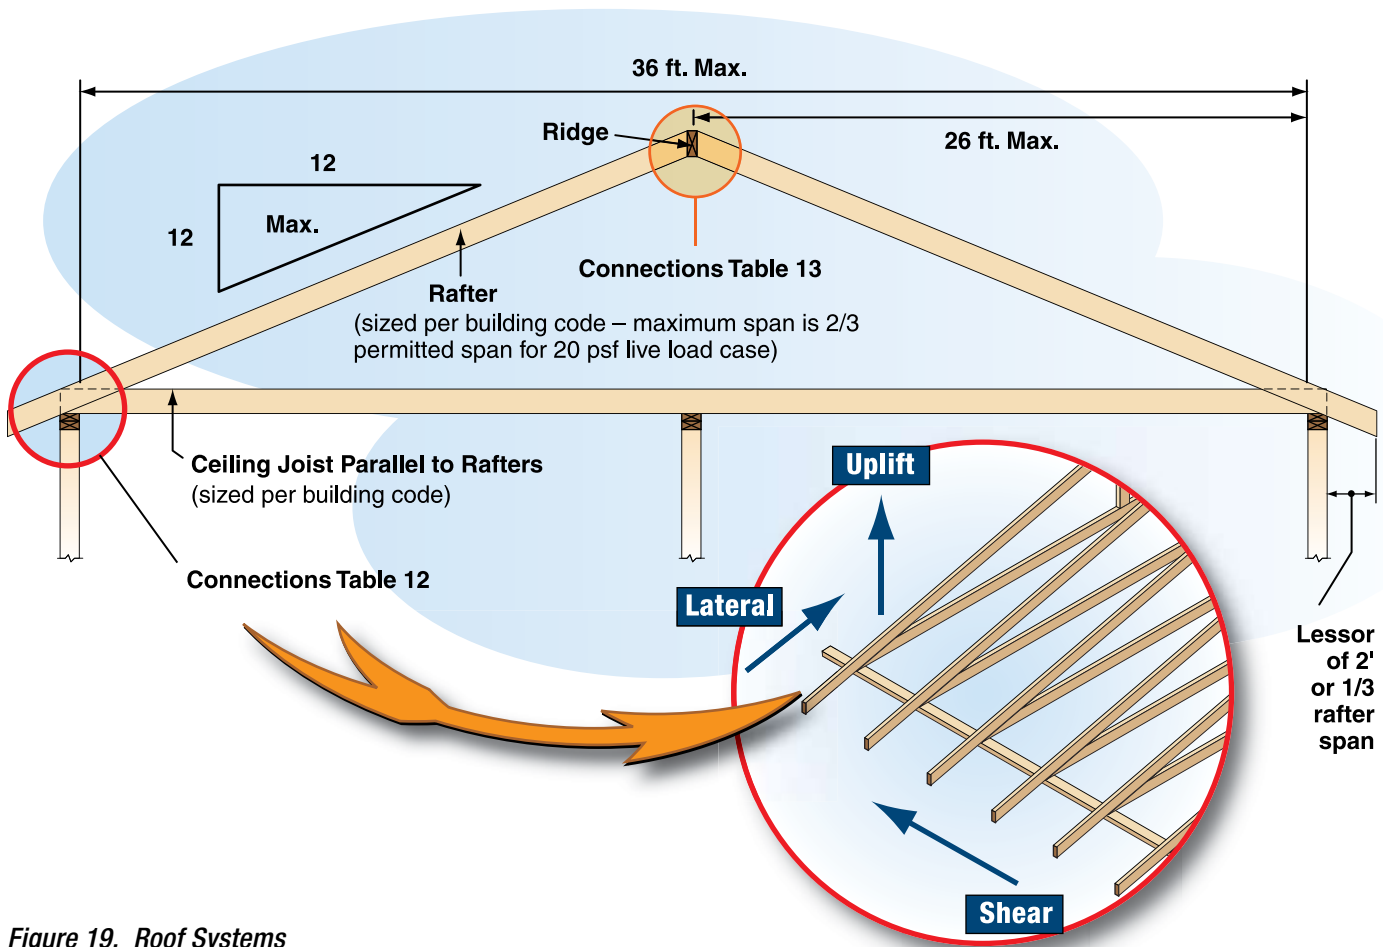 36 ft. Max.
Ridge
26 ft. Max.
12
12
Max.
Connections Table 13
Rafter
(sized per building code – maximum span is 2/3
permitted span for 20 psf live load case)
Ceiling Joist Parallel to Rafters
(sized per building code)
Uplift
Connections Table 12
Lateral
Lessor
of 2'
or 1/3
rafter
span
Shear
Figure 19. Roof Systems